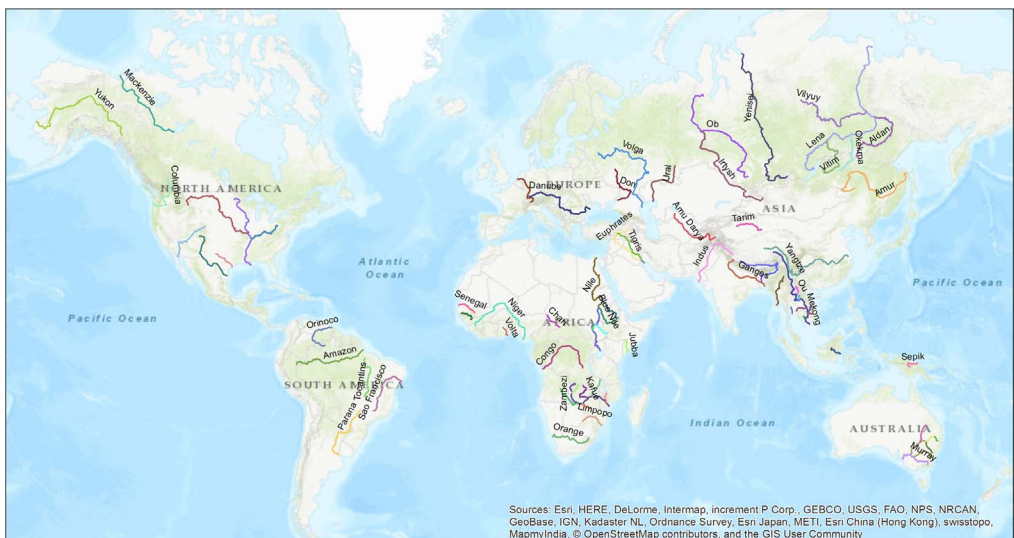 Mackenzie
Yukon
Columbia
NORTH AMERICA
Atlantic
Ocean
Pacific Ocean
Orinoco
Amazon
SOUTH AMERICA
Parana Tocantins
Sao Francisco
Volga
Danube
EUROPE
Don
Ural
Ob
Irtysh
Yenisei
Vilyuy
Lena
Vitim
Olekma
Aldan
Amur
ASIA
Tarim
Amu Darya
Euphrates
Tigris
Indus
Ganges
Yangtze
Ou Mekong
Pacific Ocean
Senegal
Niger
Volta
Chari
AFRICA
Nile
Blue Nile
Jubba
Congo
Zambezi
Kafue
Limpopo
Orange
Indian Ocean
Sepik
AUSTRALIA
Murray
Sources: Esri, HERE, DeLorme, Intermap, increment P Corp., GEBCO, USGS, FAO, NPS, NRCAN,
GeoBase, IGN, Kadaster NL, Ordnance Survey, Esri Japan, METI, Esri China (Hong Kong), swisstopo,
MapmyIndia, © OpenStreetMap contributors, and the GIS User Community